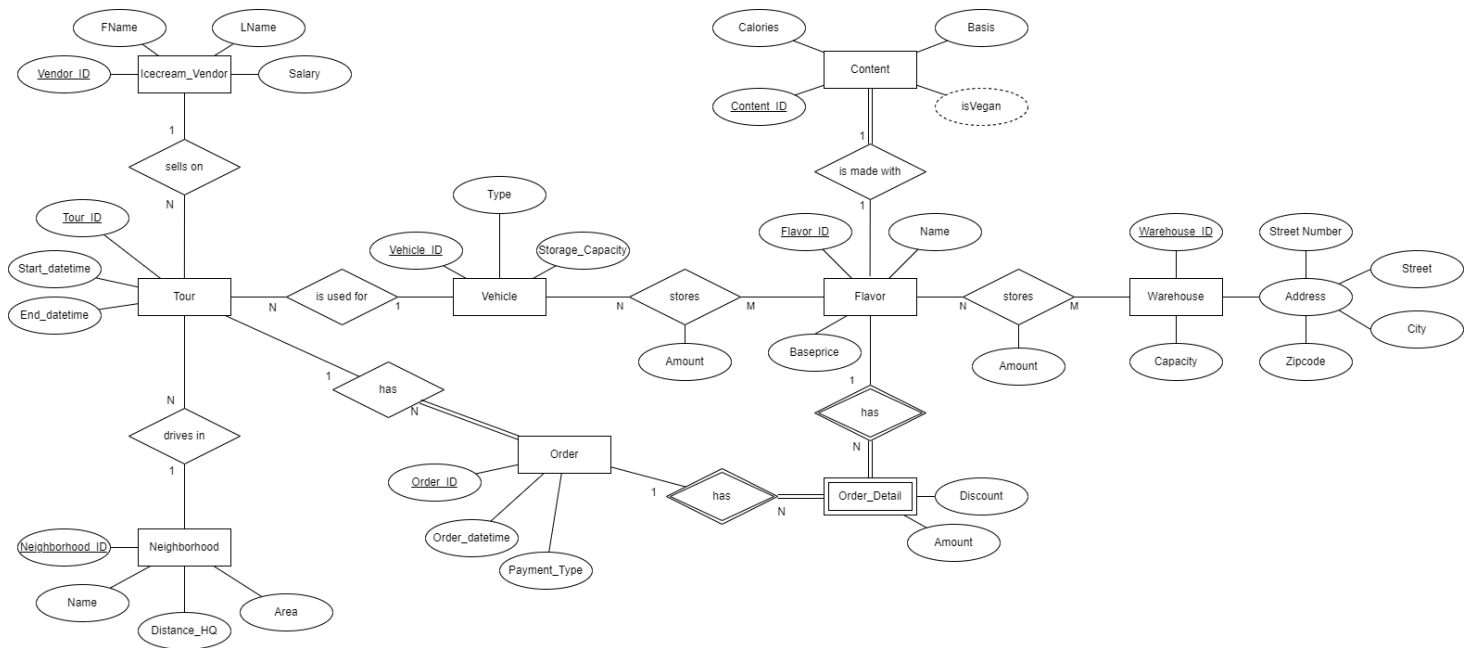 FName
LName
Calories
Basis
Vendor_ID
Icecream_Vendor
Salary
Content
Content_ID
isVegan
1
1
sells on
is made with
N
1
Type
Tour_ID
Vehicle_ID
Storage_Capacity
Flavor_ID
Name
Warehouse_ID
Street Number
Start_datetime
Street
Tour
N
is used for
1
Vehicle
N
stores
M
Flavor
N
stores
M
Warehouse
Address
End_datetime
City
Baseprice
Amount
Amount
Capacity
Zipcode
1
has
N
1
has
N
N
drives in
1
Order
Order_ID
1
has
N
Order_Detail
Discount
Order_datetime
Amount
Payment_Type
Neighborhood_ID
Neighborhood
Name
Area
Distance_HQ